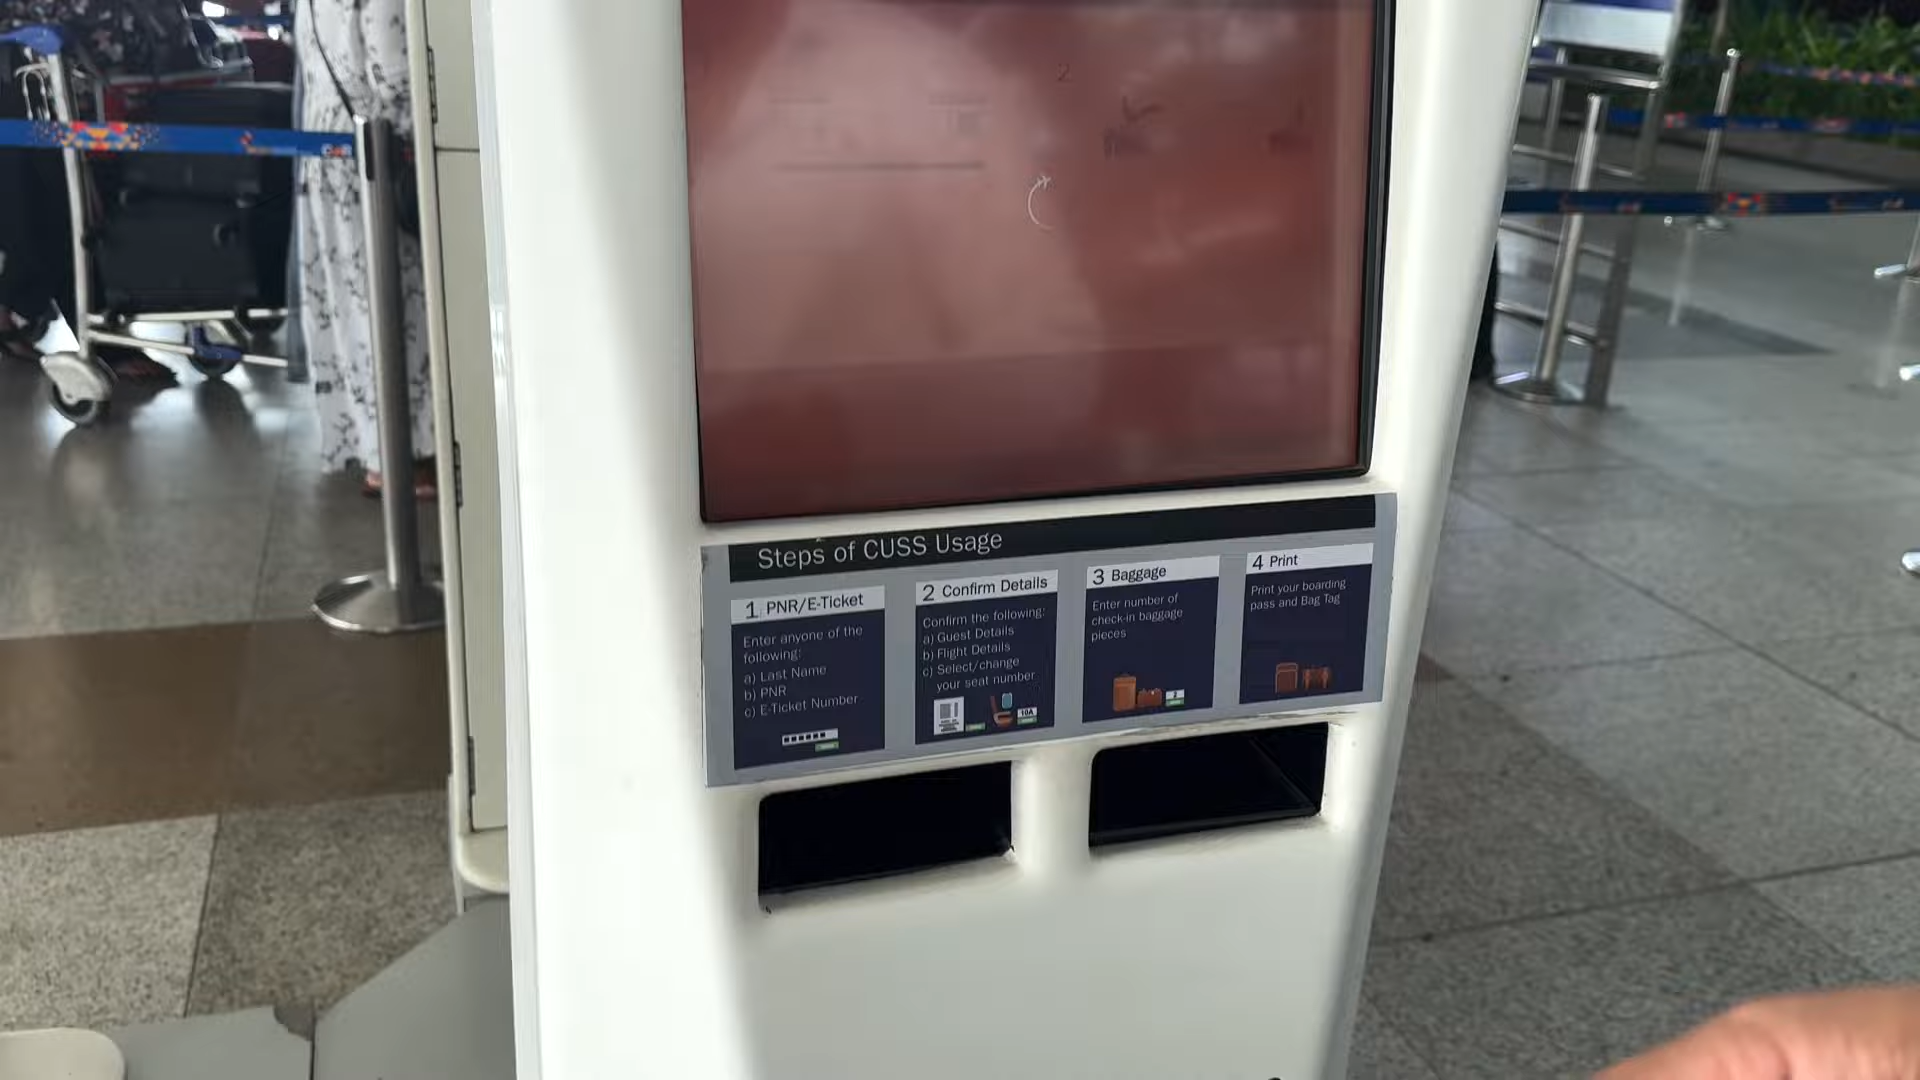 Steps of CUSS Usage
1 PNR/E-Ticket
Enter anyone of the
following:
a) Last Name
b) PNR
c) E-Ticket Number
2 Confirm Details
Confirm the following:
a) Guest Details
b) Flight Details
c) Select/change
your seat number
10A
3 Baggage
Enter number of
check-in baggage
pieces
2
4 Print
Print your boarding
pass and Bag Tag